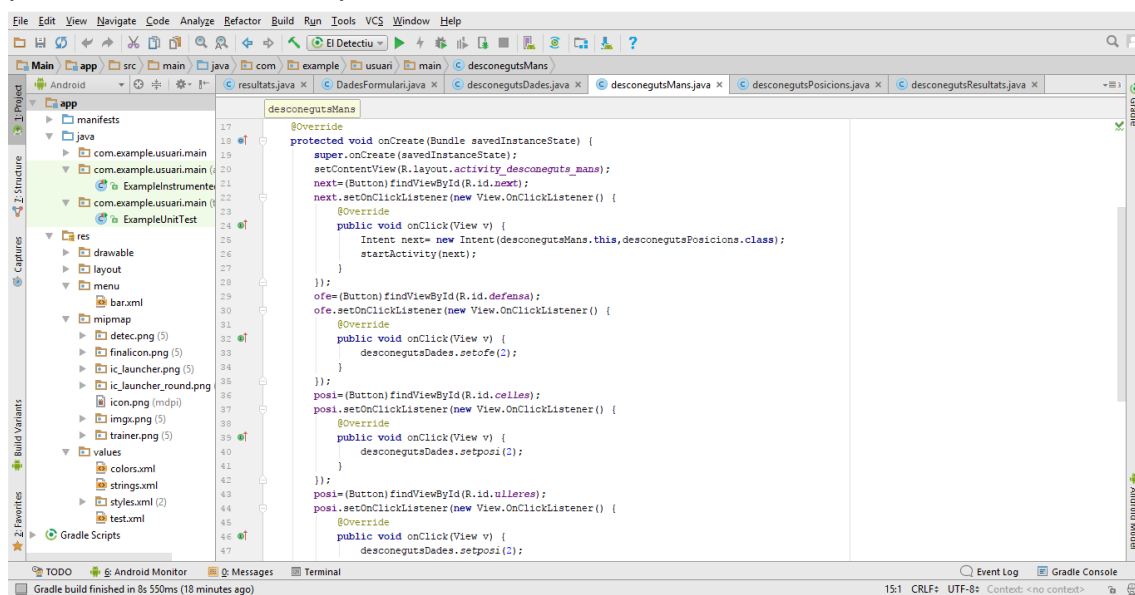 File Edit View Navigate Code Analyze Refactor Build Run Tools VCS Window Help
El Detectiu
Main app src main java com example usuari main desconegutsMans
Android
resultats.java DadesFormulari.java desconegutsDades.java desconegutsMans.java desconegutsPosicions.java desconegutsResultats.java
1: Project
7: Structure
Captures
Build Variants
2: Favorites
app
manifests
java
com.example.usuari.main
com.example.usuari.main (
ExampleInstrumente
com.example.usuari.main (t
ExampleUnitTest
res
drawable
layout
menu
bar.xml
mipmap
detec.png (5)
finalicon.png (5)
ic_launcher.png (5)
ic_launcher_round.png
icon.png (mdpi)
imgx.png (5)
trainer.png (5)
values
colors.xml
strings.xml
styles.xml (2)
test.xml
Gradle Scripts
desconegutsMans
17 @Override
18 protected void onCreate(Bundle savedInstanceState) {
19 super.onCreate(savedInstanceState);
20 setContentView(R.layout.activity_desconeguts_mans);
21 next=(Button)findViewById(R.id.next);
22 next.setOnClickListener(new View.OnClickListener() {
23 @Override
24 public void onClick(View v) {
25 Intent next= new Intent(desconegutsMans.this,desconegutsPosicions.class);
26 startActivity(next);
27 }
28 });
29 ofe=(Button)findViewById(R.id.defensa);
30 ofe.setOnClickListener(new View.OnClickListener() {
31 @Override
32 public void onClick(View v) {
33 desconegutsDades.setofe(2);
34 }
35 });
36 posi=(Button)findViewById(R.id.celles);
37 posi.setOnClickListener(new View.OnClickListener() {
38 @Override
39 public void onClick(View v) {
40 desconegutsDades.setposi(2);
41 }
42 });
43 posi=(Button)findViewById(R.id.ulleres);
44 posi.setOnClickListener(new View.OnClickListener() {
45 @Override
46 public void onClick(View v) {
47 desconegutsDades.setposi(2);
Gradle
Android Model
TODO 6: Android Monitor 0: Messages Terminal Event Log Gradle Console
Gradle build finished in 8s 550ms (18 minutes ago) 15:1 CRLF UTF-8 Context: <no context>